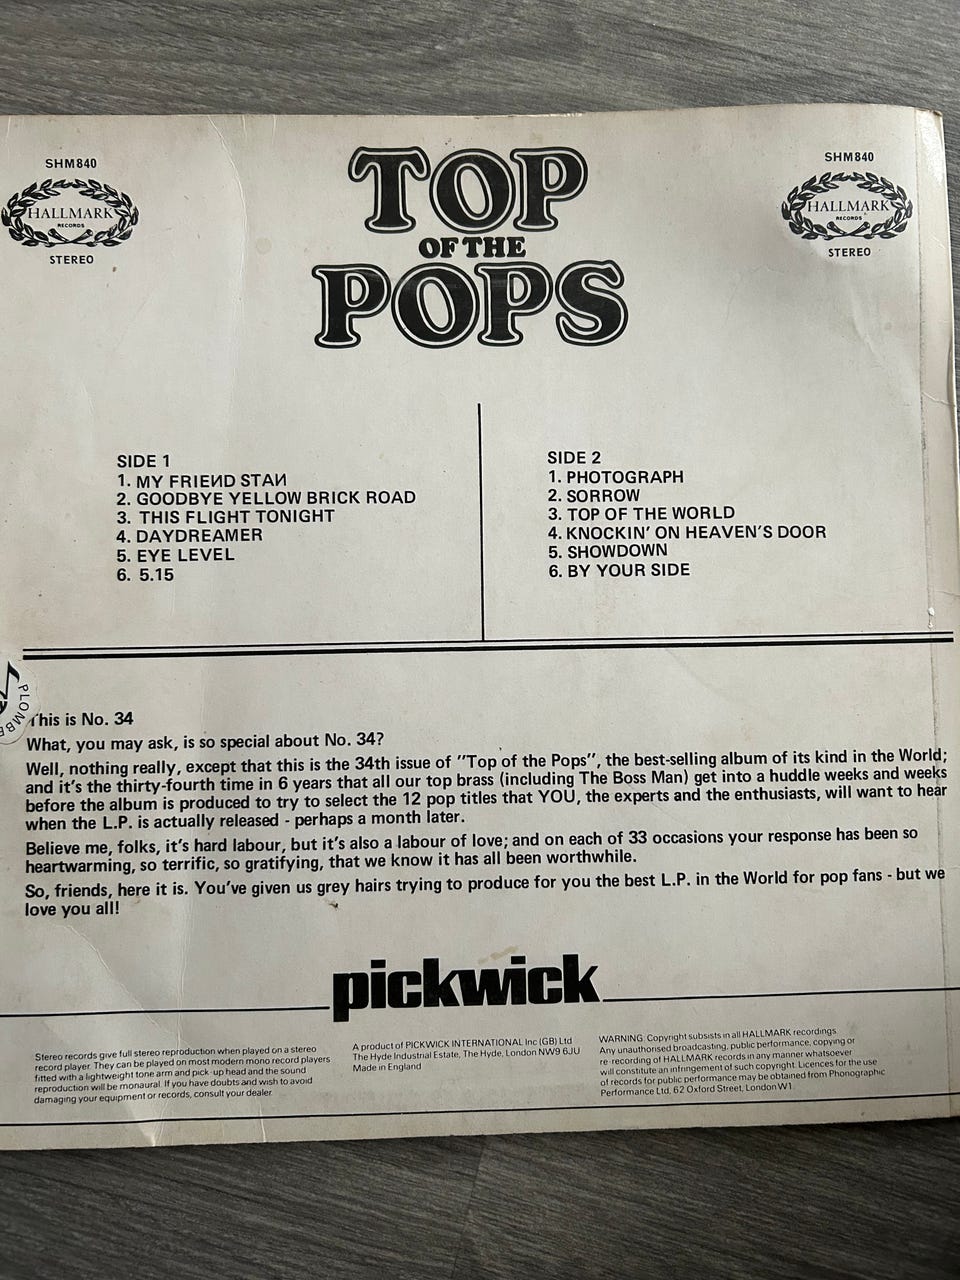 SHM840
HALLMARK
RECORDS
STEREO
TOP
OF THE
POPS
SHM840
HALLMARK
RECORDS
STEREO
SIDE 1
1. MY FRIEИD STAИ
2. GOODBYE YELLOW BRICK ROAD
3. THIS FLIGHT TONIGHT
4. DAYDREAMER
5. EYE LEVEL
6. 5.15
SIDE 2
1. PHOTOGRAPH
2. SORROW
3. TOP OF THE WORLD
4. KNOCKIN' ON HEAVEN'S DOOR
5. SHOWDOWN
6. BY YOUR SIDE
This is No. 34
What, you may ask, is so special about No. 34?
Well, nothing really, except that this is the 34th issue of "Top of the Pops", the best-selling album of its kind in the World;
and it's the thirty-fourth time in 6 years that all our top brass (including The Boss Man) get into a huddle weeks and weeks
before the album is produced to try to select the 12 pop titles that YOU, the experts and the enthusiasts, will want to hear
when the L.P. is actually released - perhaps a month later.
Believe me, folks, it's hard labour, but it's also a labour of love; and on each of 33 occasions your response has been so
heartwarming, so terrific, so gratifying, that we know it has all been worthwhile.
So, friends, here it is. You've given us grey hairs trying to produce for you the best L.P. in the World for pop fans - but we
love you all!
pickwick
Stereo records give full stereo reproduction when played on a stereo
record player. They can be played on most modern mono record players
fitted with a lightweight tone arm and pick-up head and the sound
reproduction will be monaural. If you have doubts and wish to avoid
damaging your equipment or records, consult your dealer.
A product of PICKWICK INTERNATIONAL Inc (GB) Ltd
The Hyde Industrial Estate, The Hyde, London NW9 6JU
Made in England
WARNING: Copyright subsists in all HALLMARK recordings.
Any unauthorised broadcasting, public performance, copying or
re-recording of HALLMARK records in any manner whatsoever
will constitute an infringement of such copyright. Licences for the use
of records for public performance may be obtained from Phonographic
Performance Ltd. 62 Oxford Street, London W1.